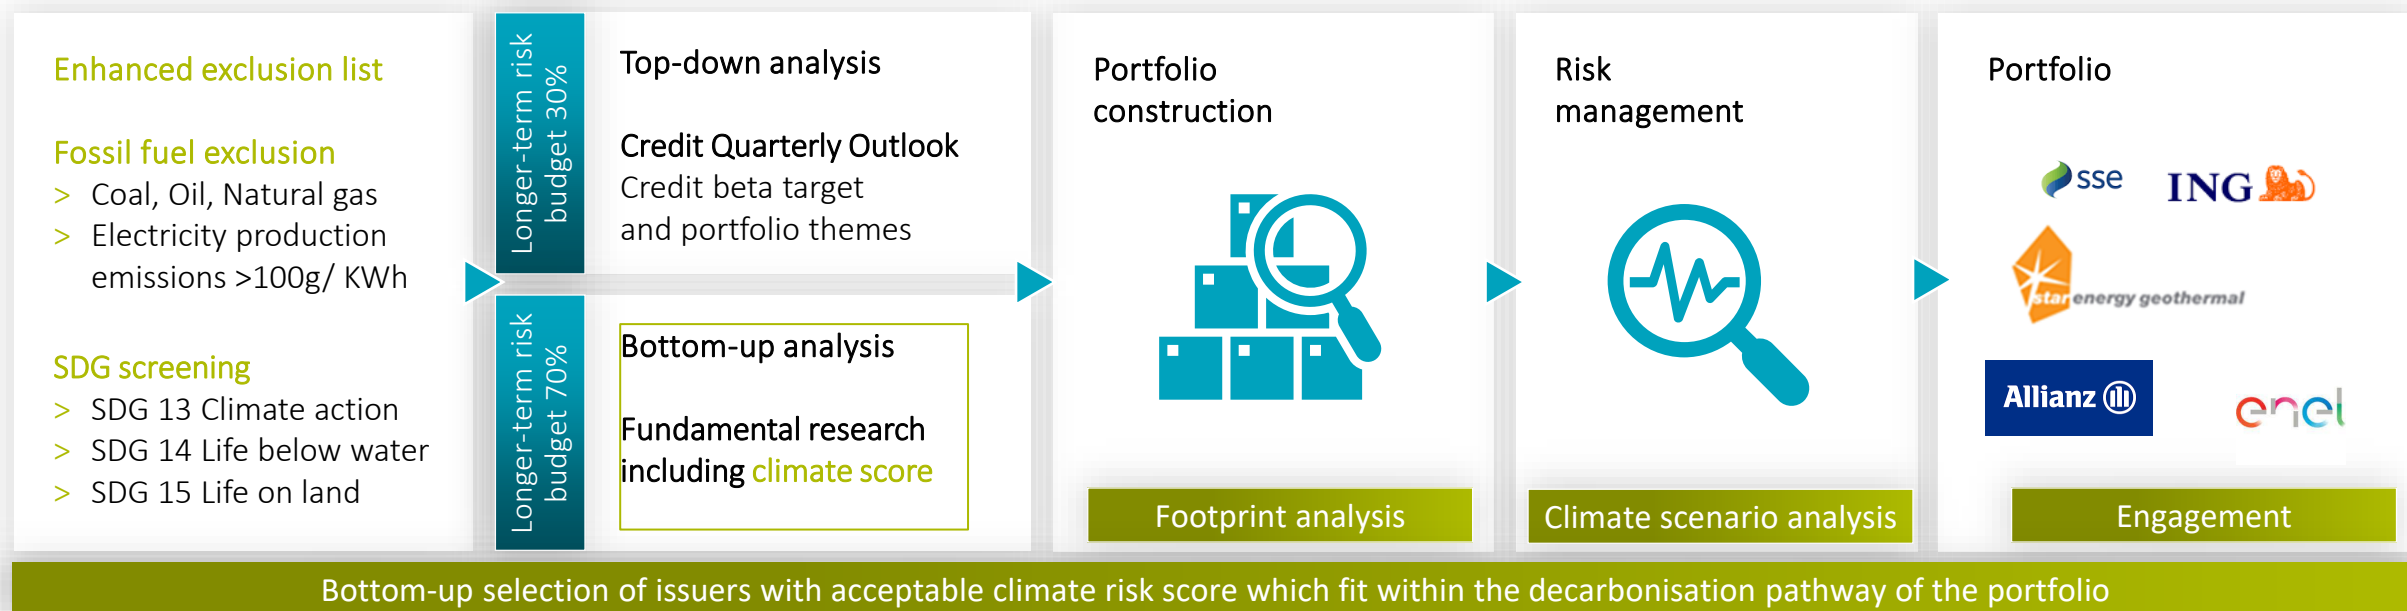 Enhanced exclusion list
Fossil fuel exclusion
> Coal, Oil, Natural gas
> Electricity production
emissions >100g/ KWh
SDG screening
> SDG 13 Climate action
> SDG 14 Life below water
> SDG 15 Life on land
Longer-term risk
budget 30%
Top-down analysis
Credit Quarterly Outlook
Credit beta target
and portfolio themes
Longer-term risk
budget 70%
Bottom-up analysis
Fundamental research
including climate score
Portfolio
construction
Footprint analysis
Risk
management
Climate scenario analysis
Portfolio
sse
ING
star energy geothermal
Allianz
enel
Engagement
Bottom-up selection of issuers with acceptable climate risk score which fit within the decarbonisation pathway of the portfolio